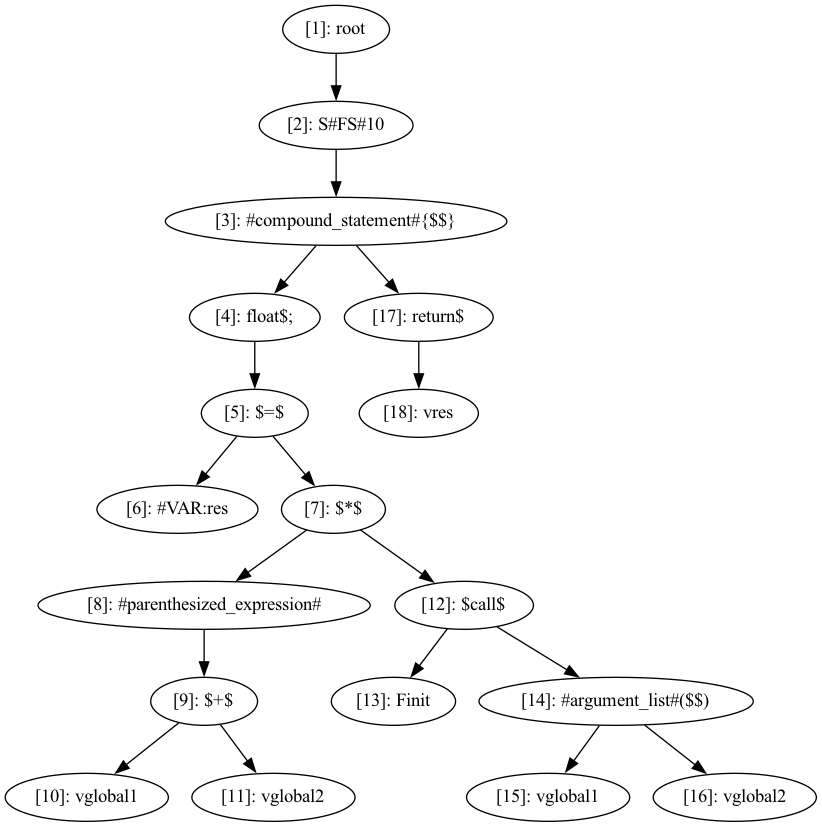 [1]: root
[2]: S#FS#10
[3]: #compound_statement#{$$}
[4]: float$;
[17]: return$
[5]: $=$
[18]: vres
[6]: #VAR:res
[7]: $*$
[8]: #parenthesized_expression#
[12]: $call$
[9]: $+$
[13]: Finit
[14]: #argument_list#($$)
[10]: vglobal1
[11]: vglobal2
[15]: vglobal1
[16]: vglobal2